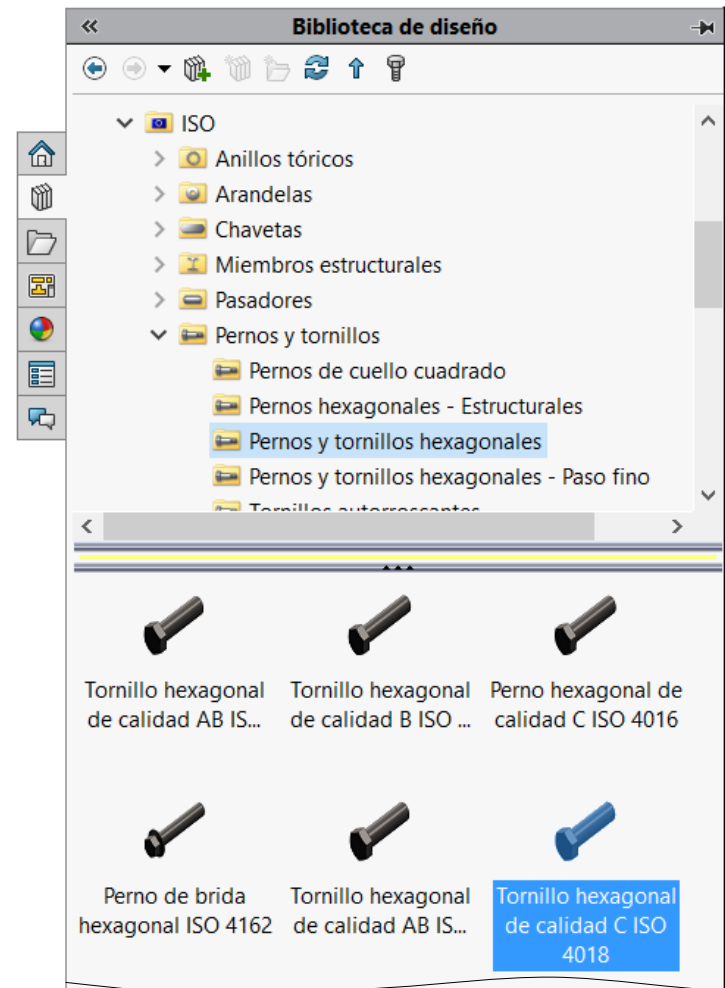 Biblioteca de diseño
ISO
Anillos tóricos
Arandelas
Chavetas
Miembros estructurales
Pasadores
Pernos y tornillos
Pernos de cuello cuadrado
Pernos hexagonales - Estructurales
Pernos y tornillos hexagonales
Pernos y tornillos hexagonales - Paso fino
Tornillos autorroscantes
Tornillo hexagonal
de calidad AB IS...
Tornillo hexagonal
de calidad B ISO ...
Perno hexagonal de
calidad C ISO 4016
Perno de brida
hexagonal ISO 4162
Tornillo hexagonal
de calidad AB IS...
Tornillo hexagonal
de calidad C ISO
4018